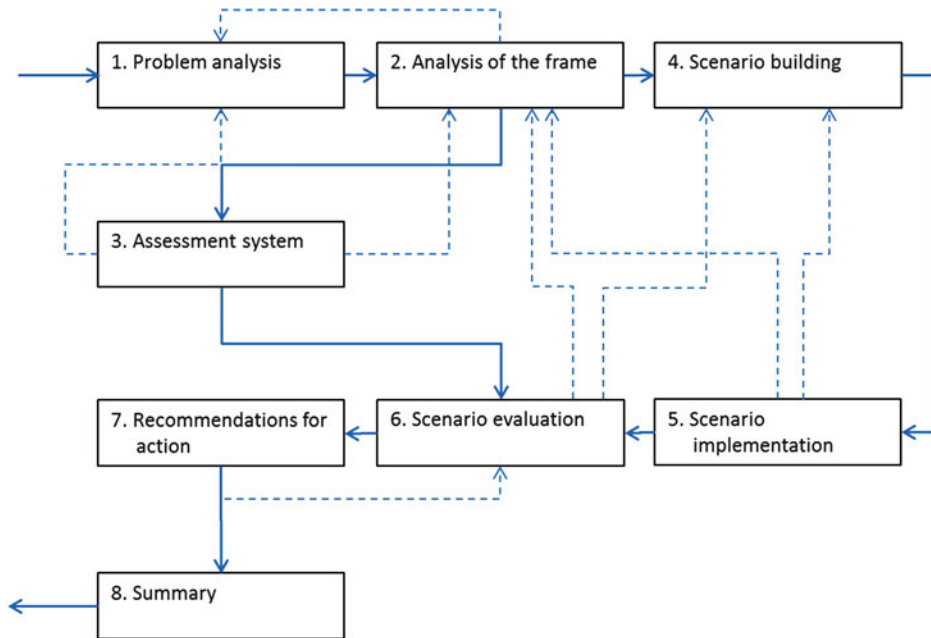 1. Problem analysis
2. Analysis of the frame
4. Scenario building
3. Assessment system
7. Recommendations for
action
6. Scenario evaluation
5. Scenario
implementation
8. Summary